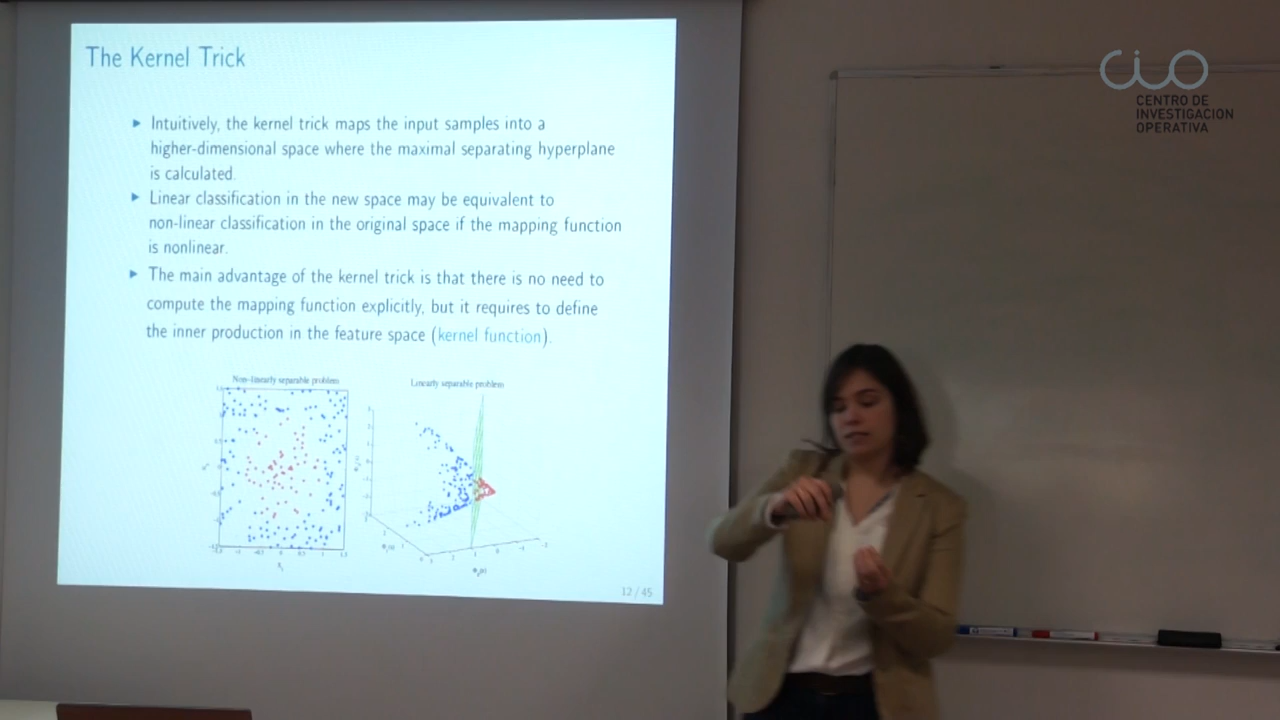 The Kernel Trick
Intuitively, the kernel trick maps the input samples into a
higher-dimensional space where the maximal separating hyperplane
is calculated.
Linear classification in the new space may be equivalent to
non-linear classification in the original space if the mapping function
is nonlinear.
The main advantage of the kernel trick is that there is no need to
compute the mapping function explicitly, but it requires to define
the inner production in the feature space (kernel function).
Non-linearly separable problem
Linearly separable problem
12 / 45
CIO
CENTRO DE
INVESTIGACION
OPERATIVA